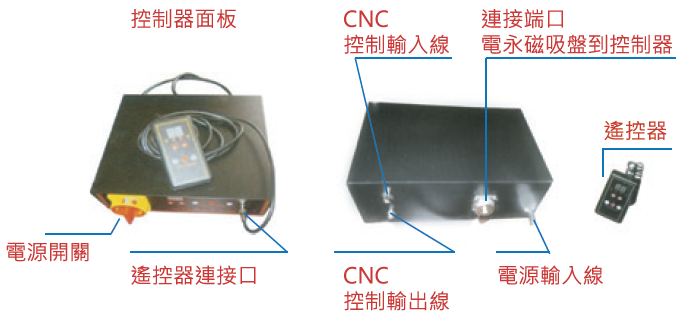 控制器面板
CNC
控制輸入線
連接端口
電永磁吸盤到控制器
遙控器
電源開關
遙控器連接口
CNC
控制輸出線
電源輸入線